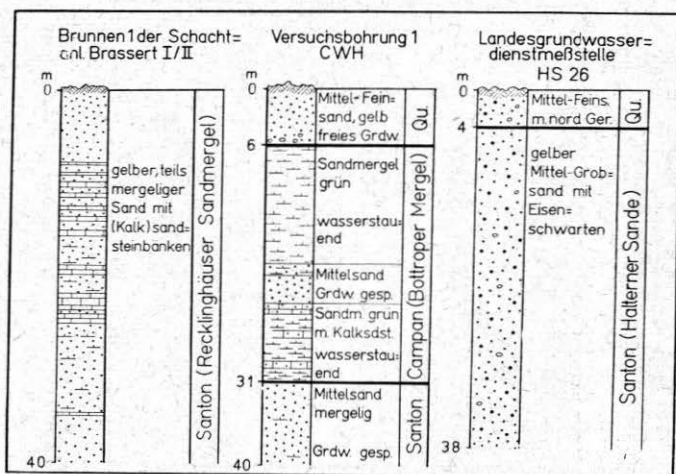 Brunnen 1 der Schacht=
anl. Brassert I/II
m
0
gelber, teils
mergeliger
Sand mit
(Kalk)sand-
steinbänken
Santon (Recklinghäuser Sandmergel)
40
Versuchsbohrung 1
CWH
m
0
Mittel-Fein=
sand, gelb
freies Grdw.
Qu.
6
Sandmergel
grün
wasserstau=
end
Mittelsand
Grdw. gesp.
Sandm. grün
m. Kalksdst.
wasserstau=
end
Campan (Bottroper Mergel)
31
Mittelsand
mergelig
Grdw. gesp.
Santon
40
Landesgrundwasser=
dienstmeßstelle
HS 26
m
0
Mittel-Feins.
m. nord Ger.
Qu.
4
gelber
Mittel-Grob=
sand mit
Eisen=
schwarten
Santon (Halterner Sande)
38